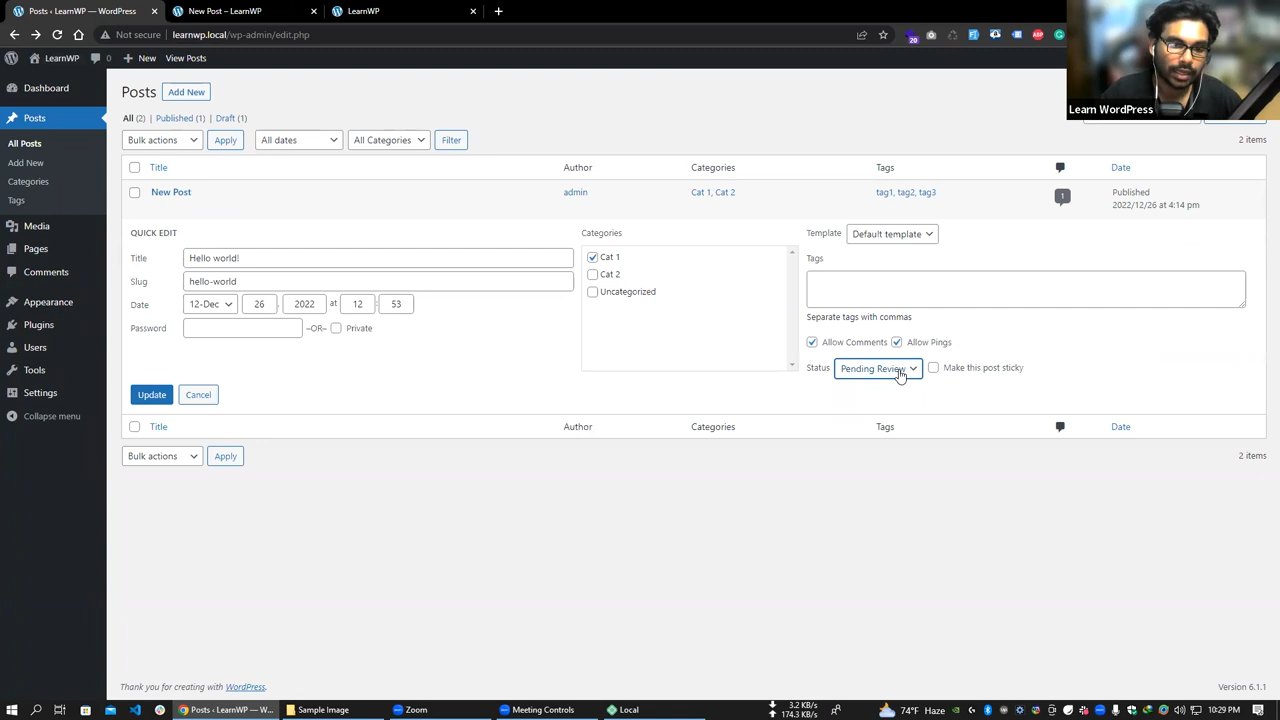 Posts ‹ LearnWP — WordPress
New Post – LearnWP
LearnWP
Not secure
learnwp.local/wp-admin/edit.php
20
ABP
LearnWP
0
New
View Posts
Learn WordPress
Dashboard
Posts
All Posts
Add New
Categories
Tags
Media
Pages
Comments
Appearance
Plugins
Users
Tools
Settings
Collapse menu
Posts
Add New
All (2) | Published (1) | Draft (1)
Bulk actions
Apply
All dates
All Categories
Filter
2 items
Title
Author
Categories
Tags
Date
New Post
admin
Cat 1, Cat 2
tag1, tag2, tag3
1
Published
2022/12/26 at 4:14 pm
QUICK EDIT
Title
Hello world!
Slug
hello-world
Date
12-Dec
26
, 2022
at
12
: 53
Password
–OR–
Private
Categories
Cat 1
Cat 2
Uncategorized
Template
Default template
Tags
Separate tags with commas
Allow Comments
Allow Pings
Status
Pending Review
Make this post sticky
Update
Cancel
Title
Author
Categories
Tags
Date
Bulk actions
Apply
2 items
Thank you for creating with WordPress.
Version 6.1.1
Posts ‹ LearnWP — W...
Sample Image
Zoom
Meeting Controls
Local
3.2 KB/s
174.3 KB/s
74°F Haze
10:29 PM